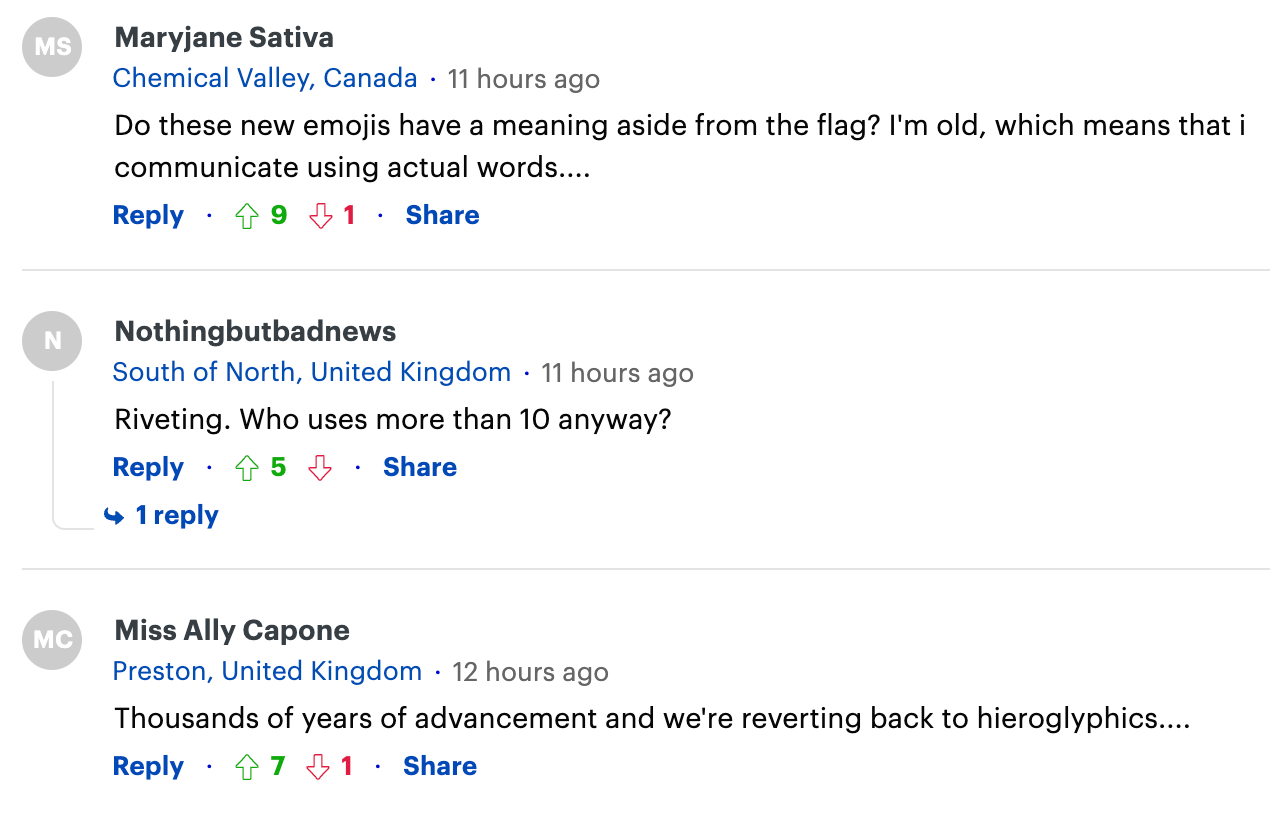 MS
Maryjane Sativa
Chemical Valley, Canada · 11 hours ago
Do these new emojis have a meaning aside from the flag? I'm old, which means that i
communicate using actual words....
Reply · 9 1 · Share
N
Nothingbutbadnews
South of North, United Kingdom · 11 hours ago
Riveting. Who uses more than 10 anyway?
Reply · 5 · Share
1 reply
MC
Miss Ally Capone
Preston, United Kingdom · 12 hours ago
Thousands of years of advancement and we're reverting back to hieroglyphics....
Reply · 7 1 · Share